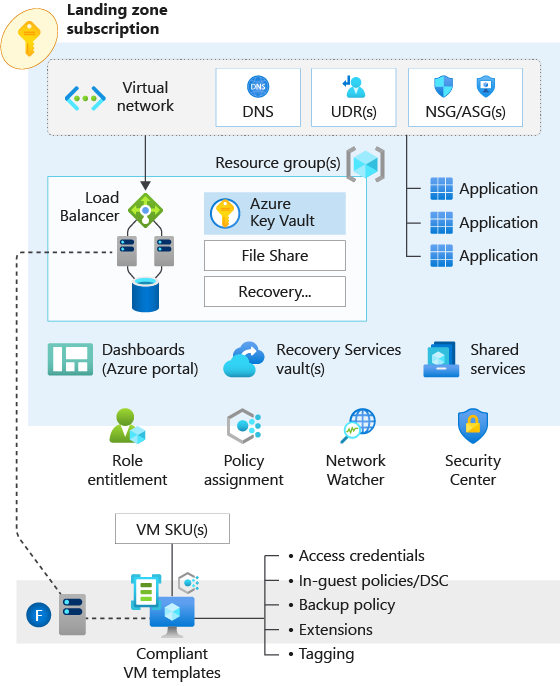 Landing zone
subscription
Virtual
network
DNS
DNS
UDR(s)
NSG/ASG(s)
Resource group(s)
Load
Balancer
Azure
Key Vault
File Share
Recovery...
Application
Application
Application
Dashboards
(Azure portal)
Recovery Services
vault(s)
Shared
services
Role
entitlement
Policy
assignment
Network
Watcher
Security
Center
VM SKU(s)
F
Compliant
VM templates
• Access credentials
• In-guest policies/DSC
• Backup policy
• Extensions
• Tagging